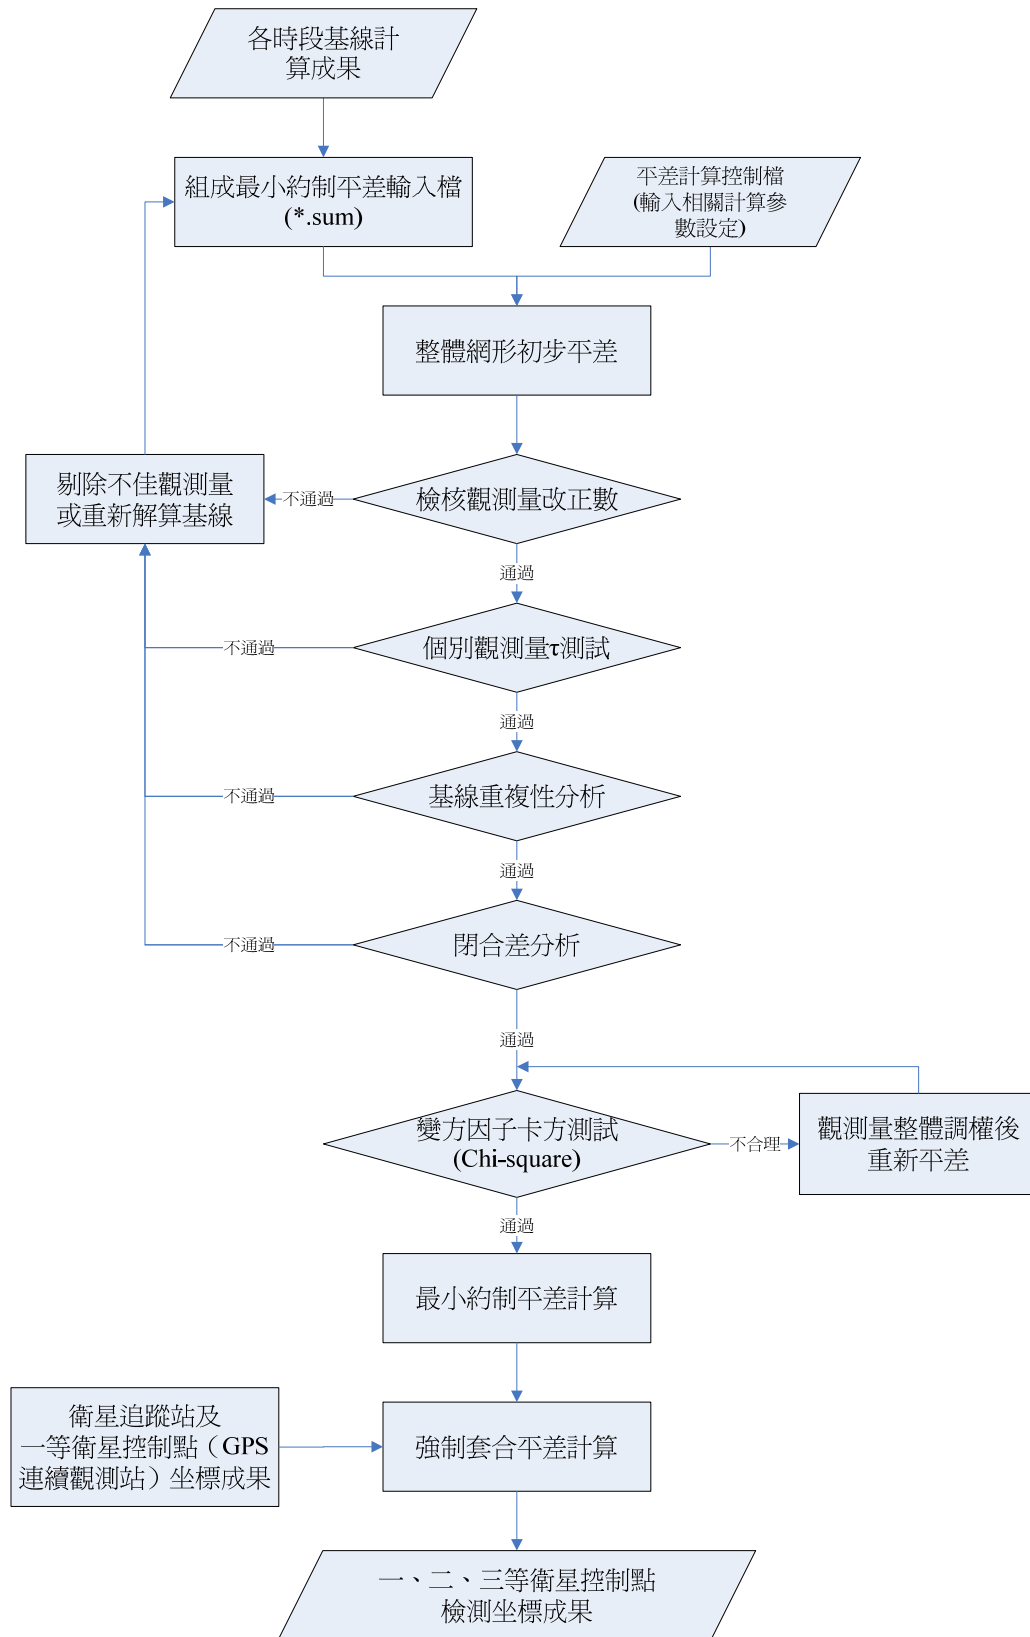 各時段基線計
算成果
組成最小約制平差輸入檔
(*.sum)
平差計算控制檔
(輸入相關計算參
數設定)
整體網形初步平差
剔除不佳觀測量
或重新解算基線
不通過
檢核觀測量改正數
通過
不通過
個別觀測量τ測試
通過
不通過
基線重複性分析
通過
不通過
閉合差分析
通過
變方因子卡方測試
(Chi-square)
不合理
觀測量整體調權後
重新平差
通過
最小約制平差計算
衛星追蹤站及
一等衛星控制點（GPS
連續觀測站）坐標成果
強制套合平差計算
一、二、三等衛星控制點
檢測坐標成果